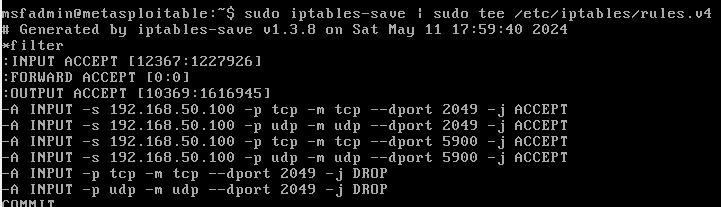 msfadmin@metasploitable:~$ sudo iptables-save | sudo tee /etc/iptables/rules.v4
# Generated by iptables-save v1.3.8 on Sat May 11 17:59:40 2024
*filter
:INPUT ACCEPT [12367:1227926]
:FORWARD ACCEPT [0:0]
:OUTPUT ACCEPT [10369:1616945]
-A INPUT -s 192.168.50.100 -p tcp -m tcp --dport 2049 -j ACCEPT
-A INPUT -s 192.168.50.100 -p udp -m udp --dport 2049 -j ACCEPT
-A INPUT -s 192.168.50.100 -p tcp -m tcp --dport 5900 -j ACCEPT
-A INPUT -s 192.168.50.100 -p udp -m udp --dport 5900 -j ACCEPT
-A INPUT -p tcp -m tcp --dport 2049 -j DROP
-A INPUT -p udp -m udp --dport 2049 -j DROP
COMMIT